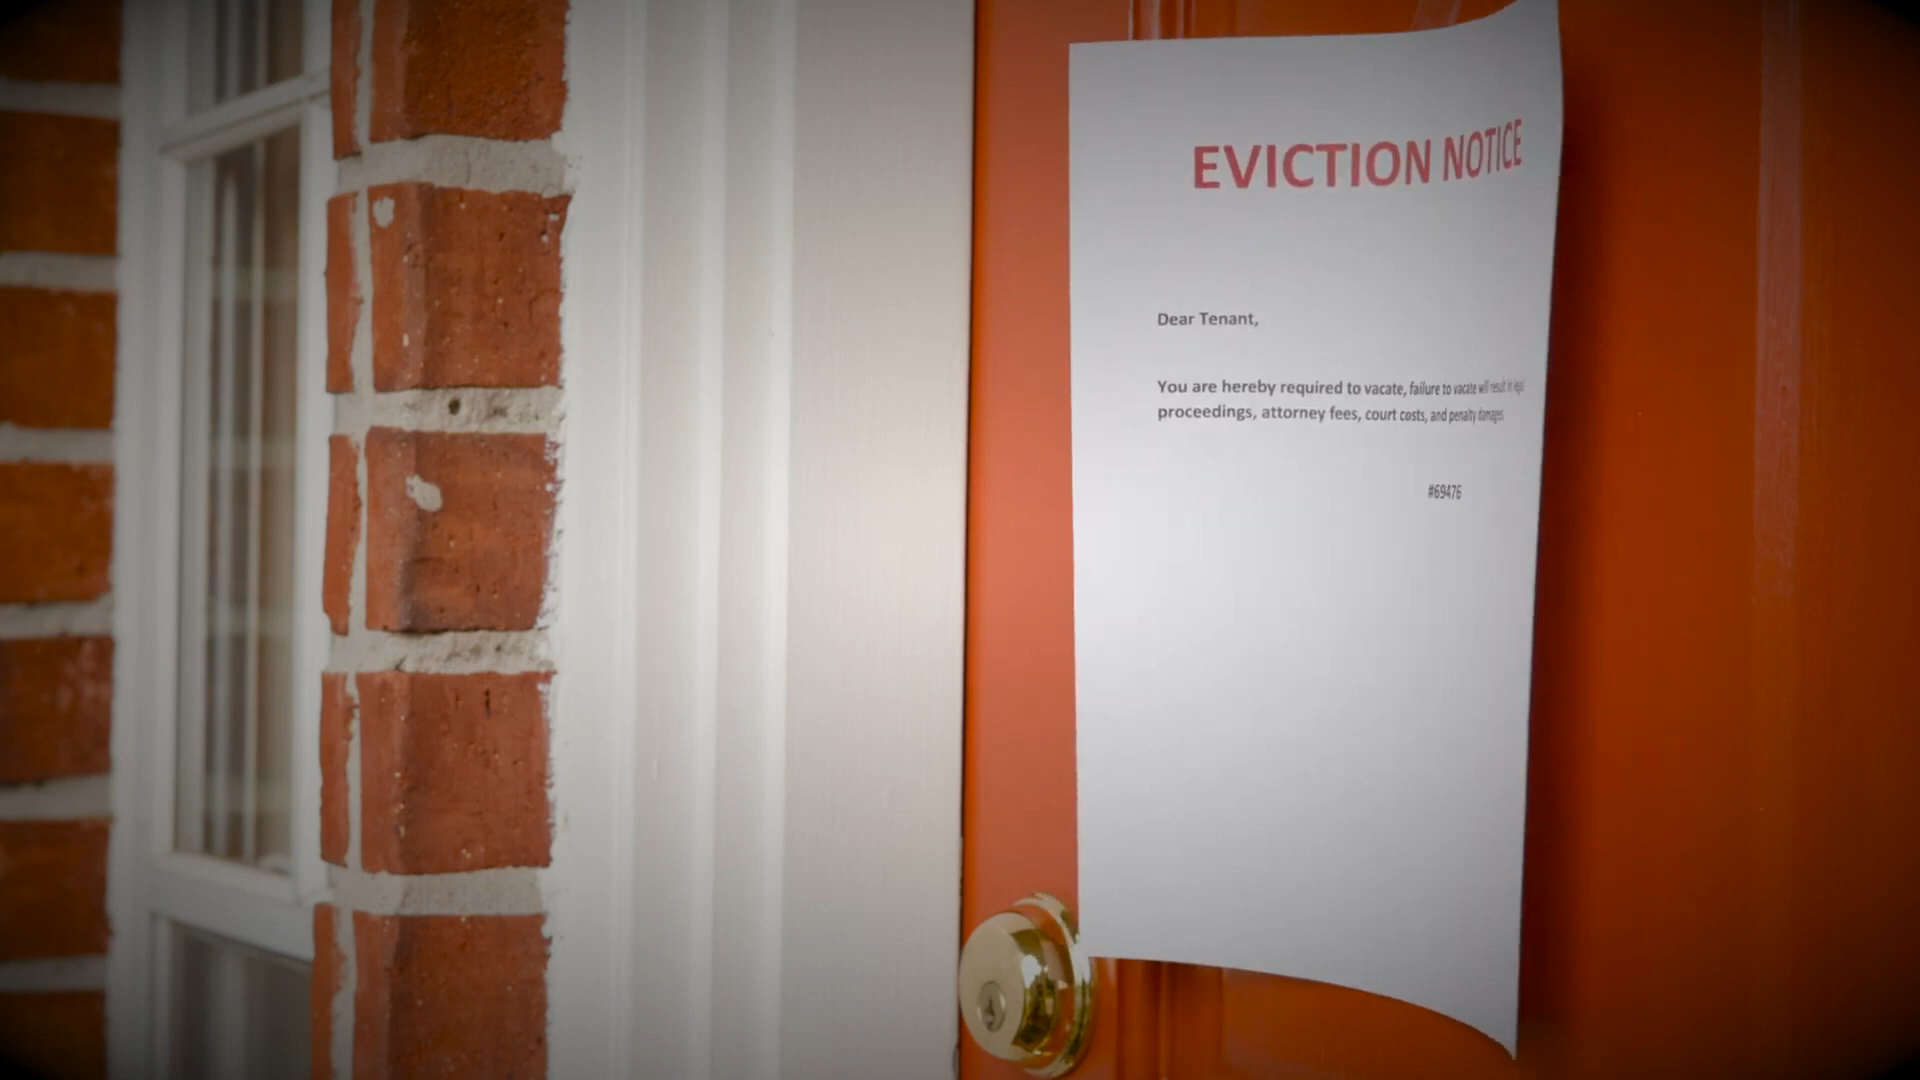 EVICTION NOTICE
Dear Tenant,
You are hereby required to vacate, failure to vacate will result in legal
proceedings, attorney fees, court costs, and penalty damages
#69476